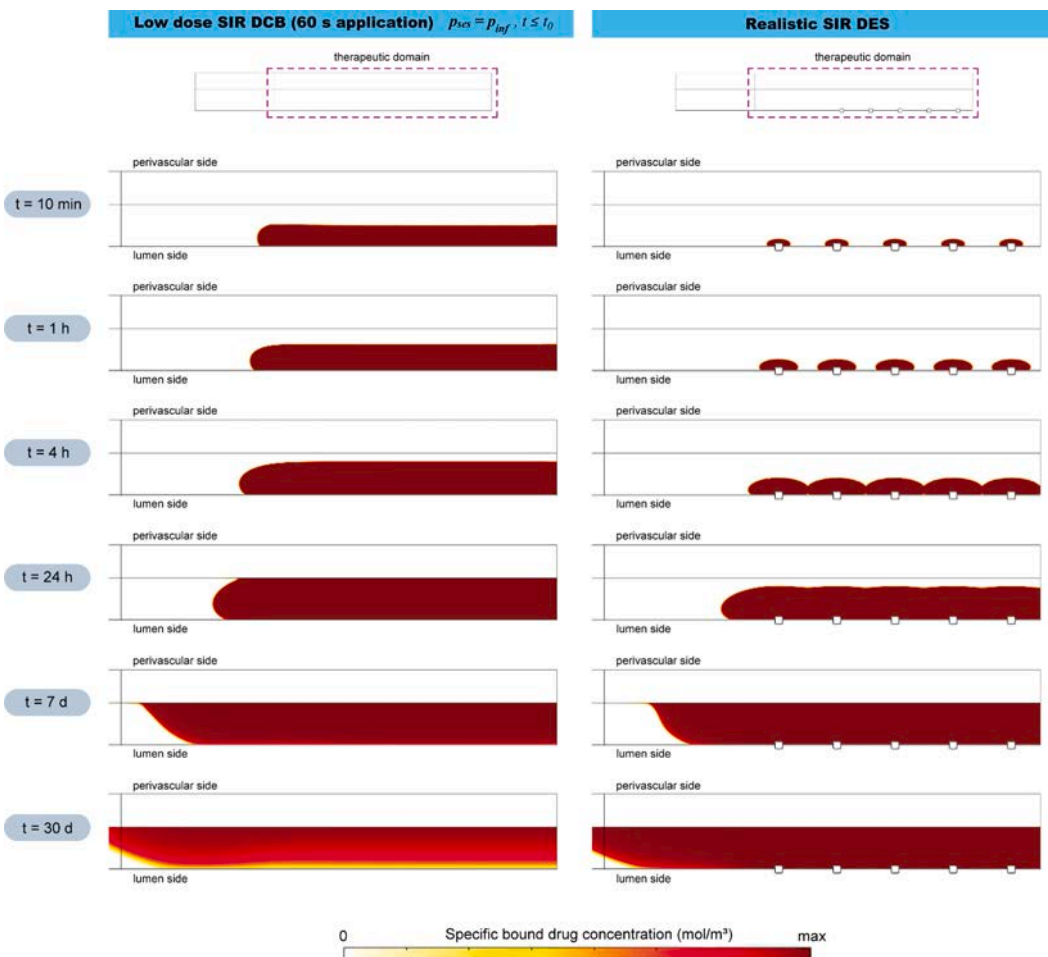 Low dose SIR DCB (60 s application) pses = pinf, t ≤ t0
Realistic SIR DES
therapeutic domain
therapeutic domain
t = 10 min
perivascular side
lumen side
perivascular side
lumen side
t = 1 h
perivascular side
lumen side
perivascular side
lumen side
t = 4 h
perivascular side
lumen side
perivascular side
lumen side
t = 24 h
perivascular side
lumen side
perivascular side
lumen side
t = 7 d
perivascular side
lumen side
perivascular side
lumen side
t = 30 d
perivascular side
lumen side
perivascular side
lumen side
0 Specific bound drug concentration (mol/m³) max